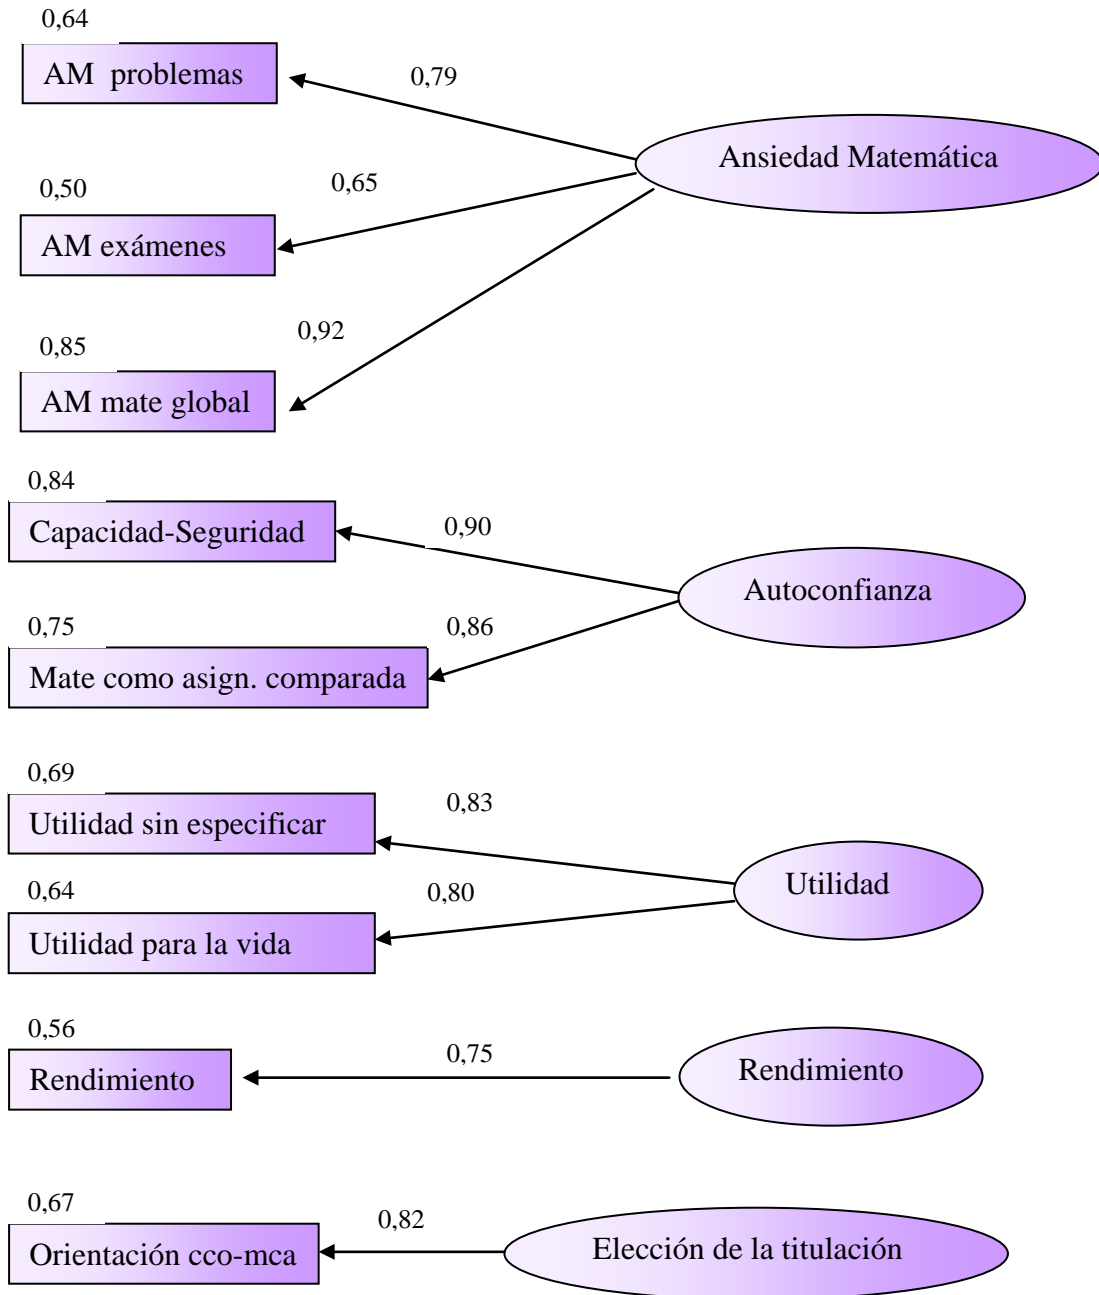 0,64
AM problemas
0,79
Ansiedad Matemática
0,50
AM exámenes
0,65
0,85
AM mate global
0,92
0,84
Capacidad-Seguridad
0,90
Autoconfianza
0,75
Mate como asign. comparada
0,86
0,69
Utilidad sin especificar
0,83
Utilidad
0,64
Utilidad para la vida
0,80
0,56
Rendimiento
0,75
Rendimiento
0,67
Orientación cco-mca
0,82
Elección de la titulación